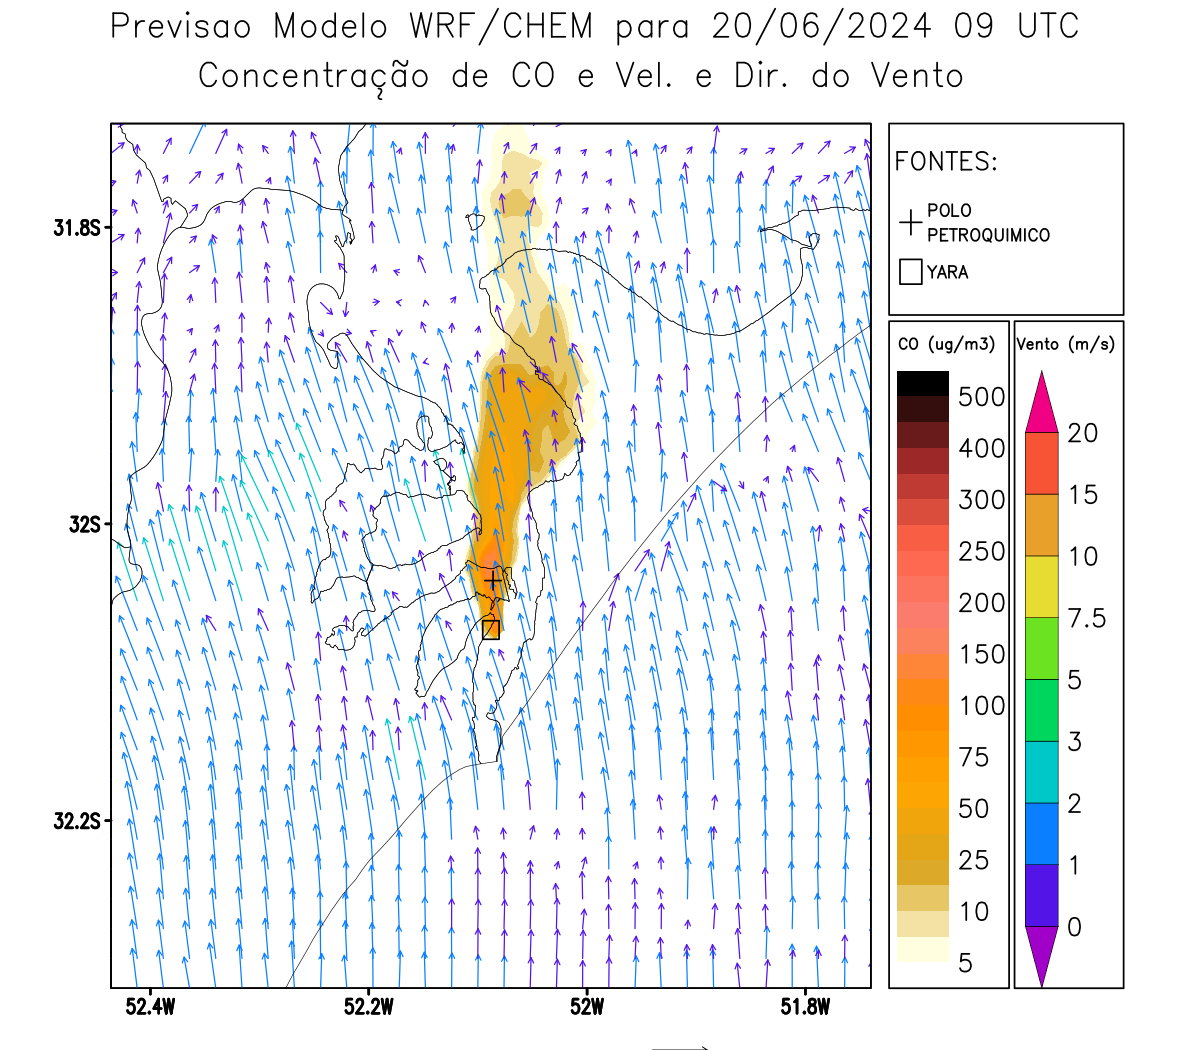 Previsao Modelo WRF/CHEM para 20/06/2024 09 UTC
Concentração de CO e Vel. e Dir. do Vento
FONTES:
POLO
PETROQUIMICO
YARA
CO (ug/m3)
500
400
300
250
200
150
100
75
50
25
10
5
Vento (m/s)
20
15
10
7.5
5
3
2
1
0
31.8S
32S
32.2S
52.4W
52.2W
52W
51.8W